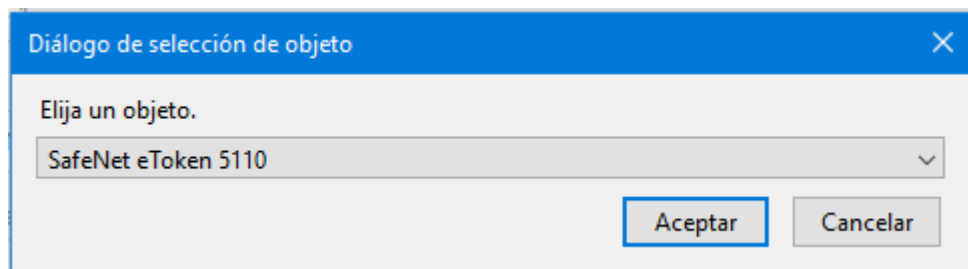 Diálogo de selección de objeto
Elija un objeto.
SafeNet eToken 5110
Aceptar Cancelar